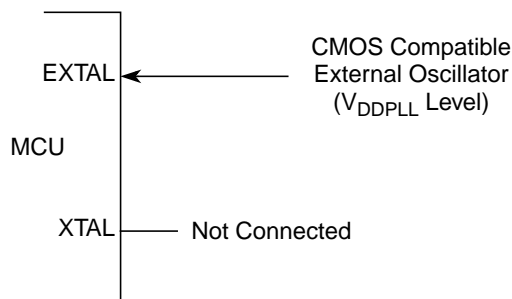 CMOS Compatible
External Oscillator
(VDDPLL Level)
EXTAL
MCU
XTAL
Not Connected